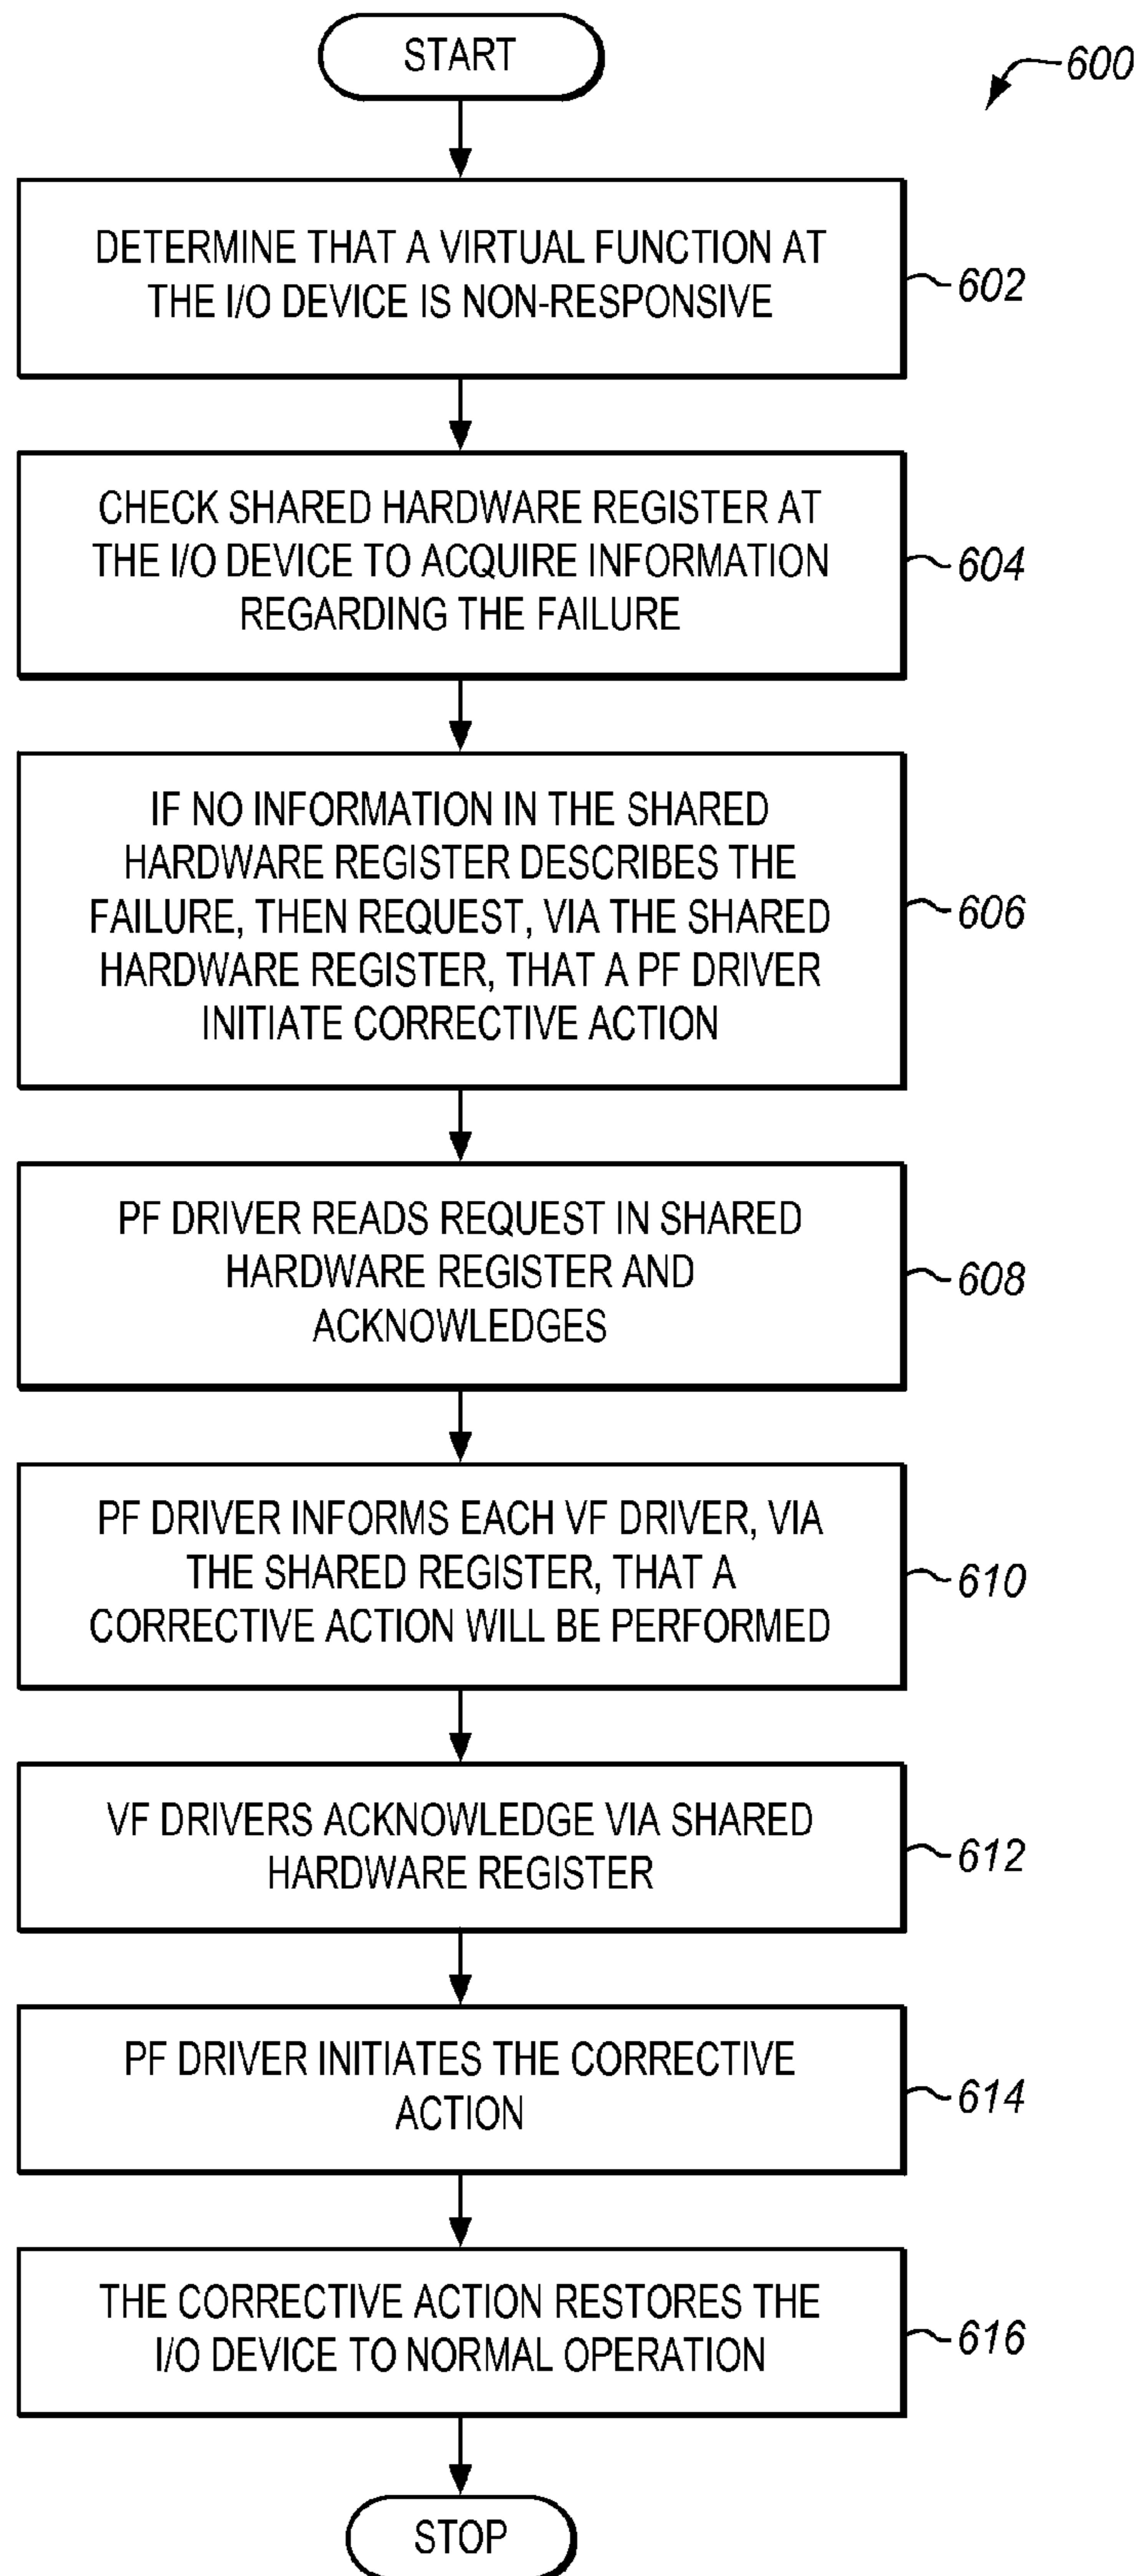 START
600
DETERMINE THAT A VIRTUAL FUNCTION AT
THE I/O DEVICE IS NON-RESPONSIVE
602
CHECK SHARED HARDWARE REGISTER AT
THE I/O DEVICE TO ACQUIRE INFORMATION
REGARDING THE FAILURE
604
IF NO INFORMATION IN THE SHARED
HARDWARE REGISTER DESCRIBES THE
FAILURE, THEN REQUEST, VIA THE SHARED
HARDWARE REGISTER, THAT A PF DRIVER
INITIATE CORRECTIVE ACTION
606
PF DRIVER READS REQUEST IN SHARED
HARDWARE REGISTER AND
ACKNOWLEDGES
608
PF DRIVER INFORMS EACH VF DRIVER, VIA
THE SHARED REGISTER, THAT A
CORRECTIVE ACTION WILL BE PERFORMED
610
VF DRIVERS ACKNOWLEDGE VIA SHARED
HARDWARE REGISTER
612
PF DRIVER INITIATES THE CORRECTIVE
ACTION
614
THE CORRECTIVE ACTION RESTORES THE
I/O DEVICE TO NORMAL OPERATION
616
STOP